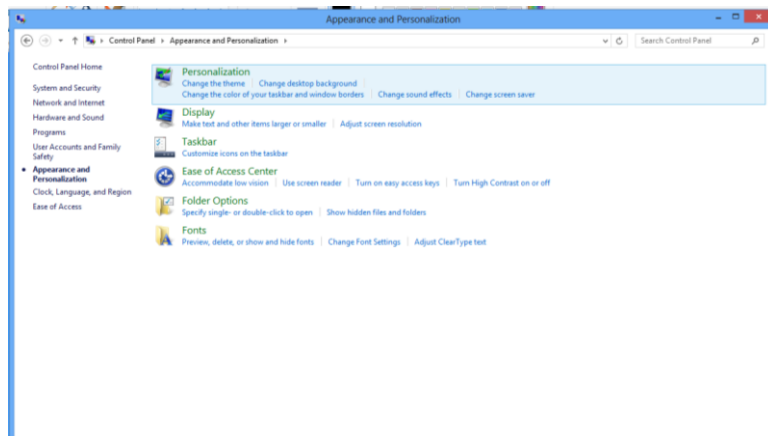 Appearance and Personalization
Control Panel Appearance and Personalization
Search Control Panel
Control Panel Home
System and Security
Network and Internet
Hardware and Sound
Programs
User Accounts and Family
Safety
Appearance and
Personalization
Clock, Language, and Region
Ease of Access
Personalization
Change the theme Change desktop background
Change the color of your taskbar and window borders Change sound effects Change screen saver
Display
Make text and other items larger or smaller Adjust screen resolution
Taskbar
Customize icons on the taskbar
Ease of Access Center
Accommodate low vision Use screen reader Turn on easy access keys Turn High Contrast on or off
Folder Options
Specify single- or double-click to open Show hidden files and folders
Fonts
Preview, delete, or show and hide fonts Change Font Settings Adjust ClearType text